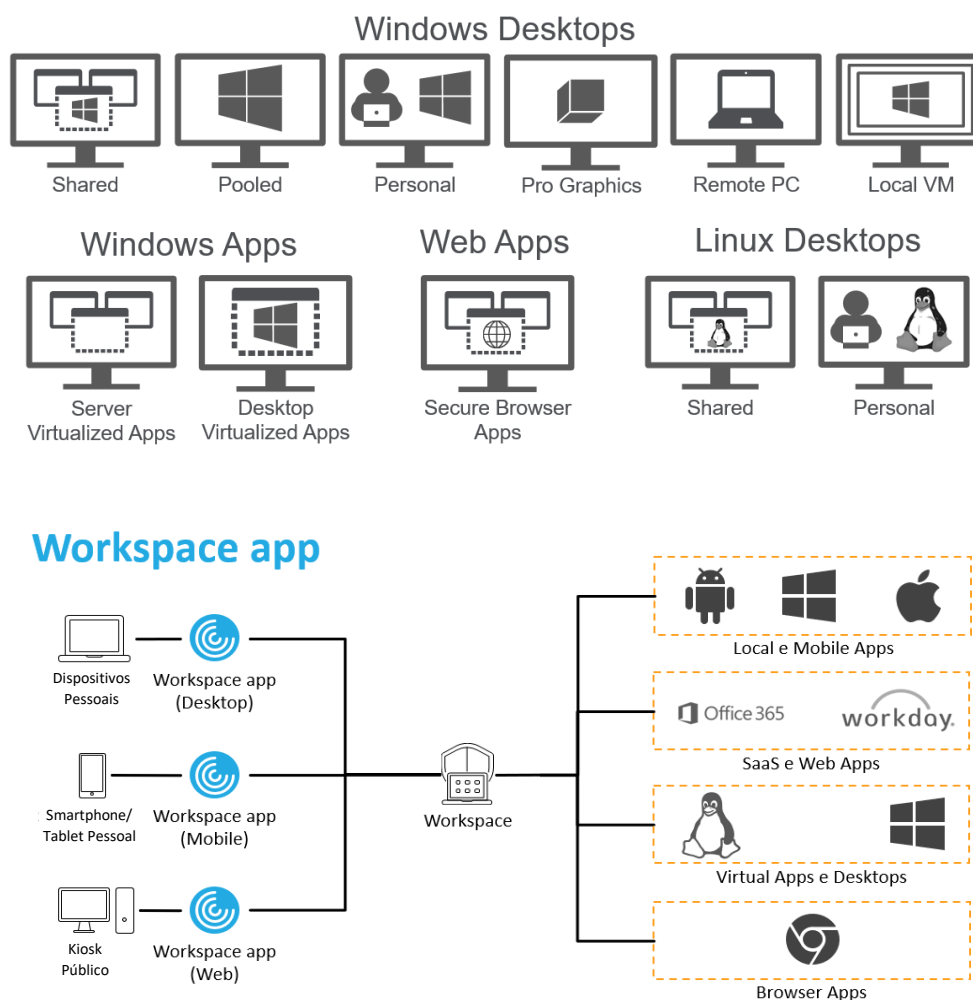 Windows Desktops
Shared
Pooled
Personal
Pro Graphics
Remote PC
Local VM
Windows Apps
Web Apps
Linux Desktops
Server
Virtualized Apps
Desktop
Virtualized Apps
Secure Browser
Apps
Shared
Personal
Workspace app
Dispositivos
Pessoais
Workspace app
(Desktop)
Smartphone/
Tablet Pessoal
Workspace app
(Mobile)
Kiosk
Público
Workspace app
(Web)
Workspace
Local e Mobile Apps
Office 365
workday.
SaaS e Web Apps
Virtual Apps e Desktops
Browser Apps